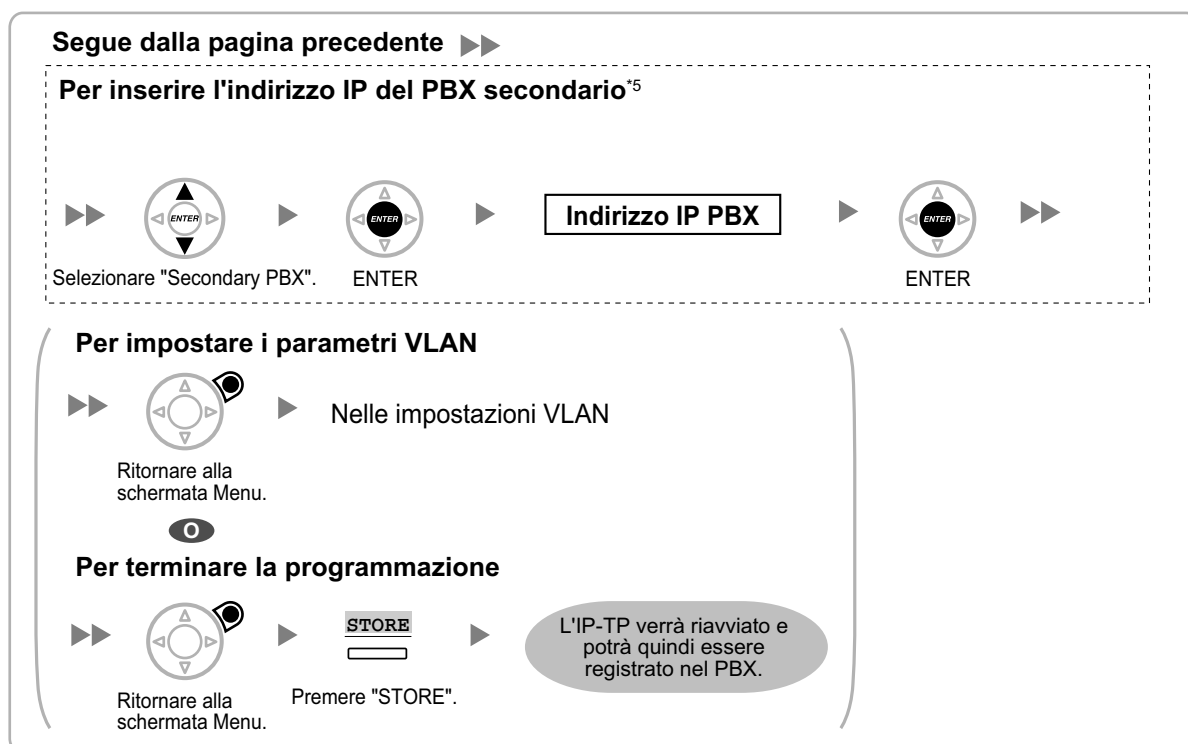 Segue dalla pagina precedente
Per inserire l'indirizzo IP del PBX secondario*5
ENTER
ENTER
Indirizzo IP PBX
ENTER
Selezionare "Secondary PBX".
ENTER
ENTER
Per impostare i parametri VLAN
Nelle impostazioni VLAN
Ritornare alla
schermata Menu.
O
Per terminare la programmazione
STORE
L'IP-TP verrà riavviato e
potrà quindi essere
registrato nel PBX.
Ritornare alla
schermata Menu.
Premere "STORE".